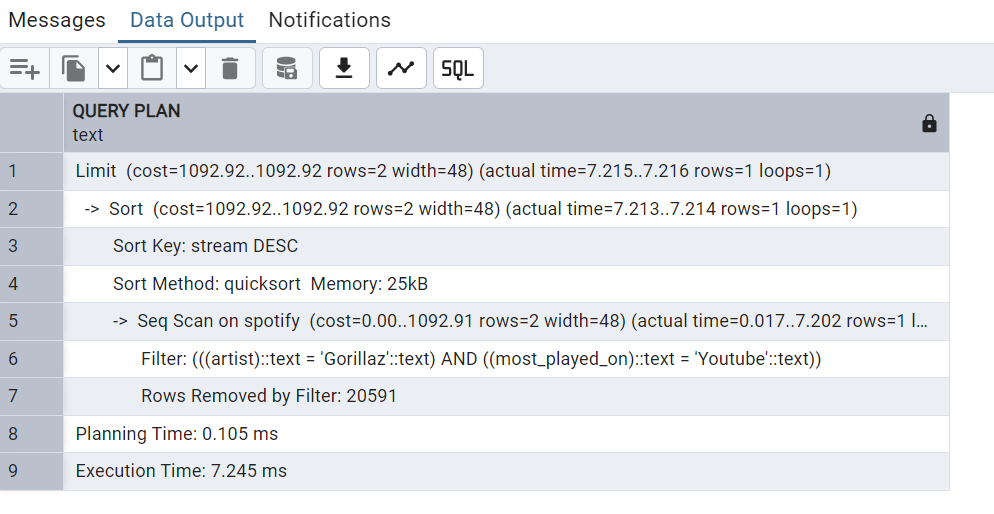 Messages Data Output Notifications
SQL
QUERY PLAN
text
1 Limit (cost=1092.92..1092.92 rows=2 width=48) (actual time=7.215..7.216 rows=1 loops=1)
2 -> Sort (cost=1092.92..1092.92 rows=2 width=48) (actual time=7.213..7.214 rows=1 loops=1)
3 Sort Key: stream DESC
4 Sort Method: quicksort Memory: 25kB
5 -> Seq Scan on spotify (cost=0.00..1092.91 rows=2 width=48) (actual time=0.017..7.202 rows=1 l...
6 Filter: (((artist)::text = 'Gorillaz'::text) AND ((most_played_on)::text = 'Youtube'::text))
7 Rows Removed by Filter: 20591
8 Planning Time: 0.105 ms
9 Execution Time: 7.245 ms